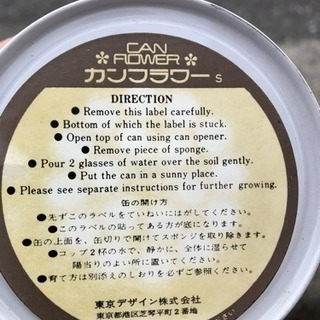 CAN
FLOWER
カンフラワーS
DIRECTION
● Remove this label carefully.
● Bottom of which the label is stuck.
● Open top of can using can opener.
● Remove piece of sponge.
● Pour 2 glasses of water over the soil gently.
● Put the can in a sunny place.
● Please see separate instructions for further growing.
缶の開け方
●先ずこのラベルをていねいにはがしてください。
●このラベルの貼ってある方が底になります。
●缶の上面を、缶切りで開けてスポンジを取り除きます。
●コップ2杯の水で、静かに、全体に湿らせて
陽当りのよい所に置いてください。
●育て方は別添えのしおりを必ずご参照ください。
東京デザイン株式会社
東京都港区芝琴平町2番地